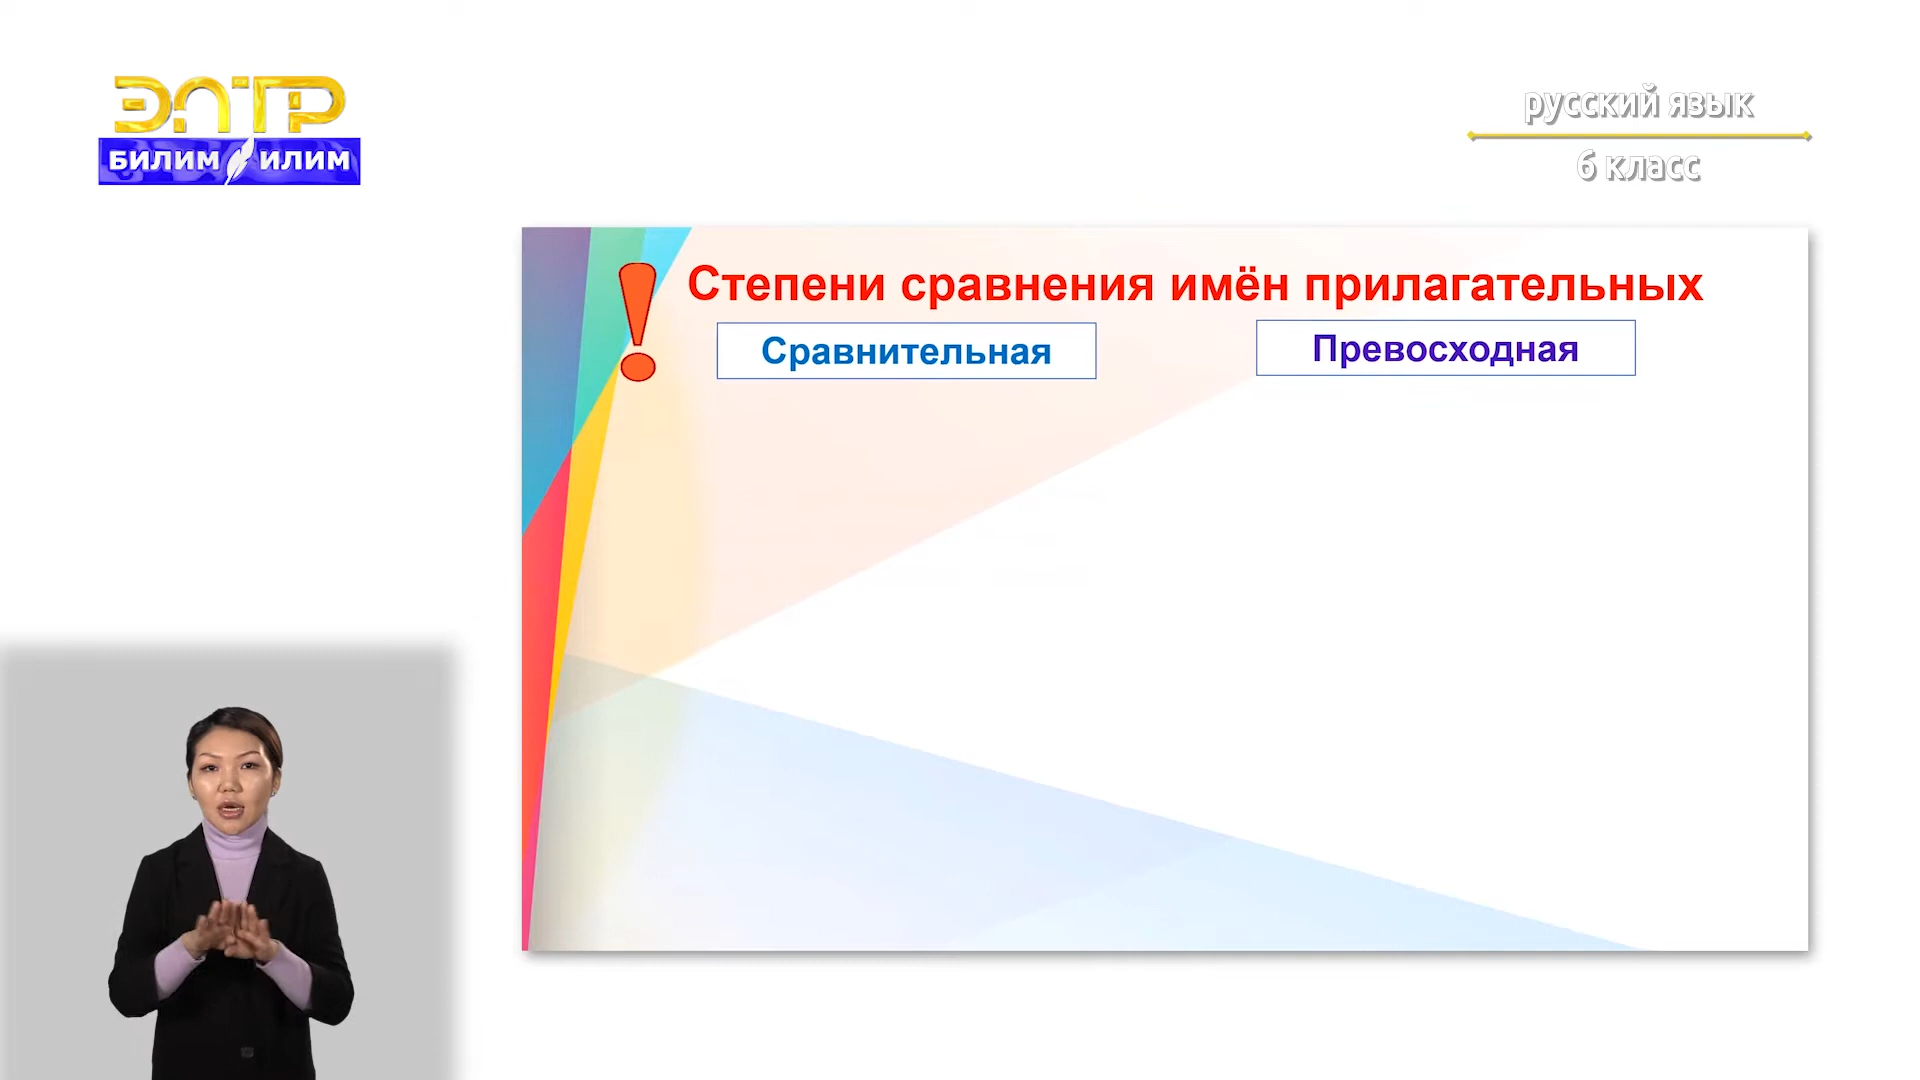 ЭЛТР
БИЛИМ ИЛИМ
русский язык
6 класс
Степени сравнения имён прилагательных
Сравнительная
Превосходная